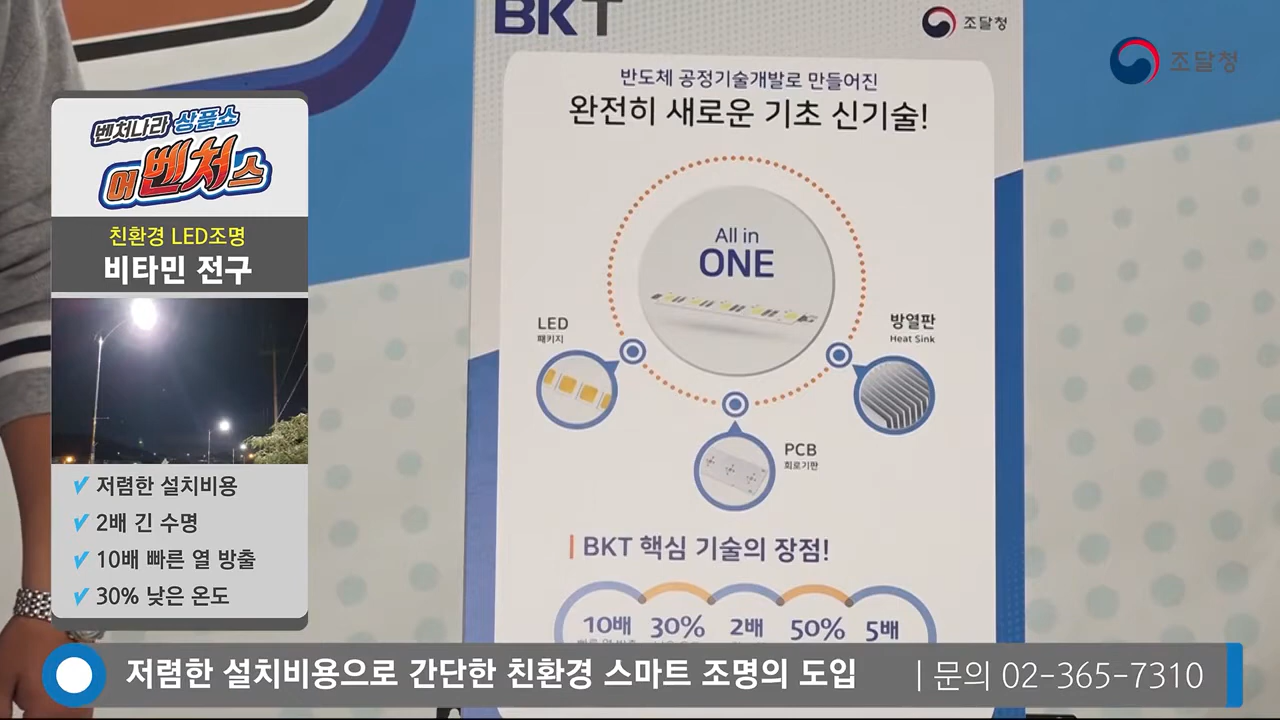 BKT
조달청
조달청
반도체 공정기술개발로 만들어진
완전히 새로운 기초 신기술!
All in
ONE
LED
패키지
방열판
Heat Sink
PCB
회로기판
BKT 핵심 기술의 장점!
10배 30% 2배 50% 5배
벤처나라 상품쇼
어벤처스
친환경 LED조명
비타민 전구
저렴한 설치비용
2배 긴 수명
10배 빠른 열 방출
30% 낮은 온도
저렴한 설치비용으로 간단한 친환경 스마트 조명의 도입
문의 02-365-7310